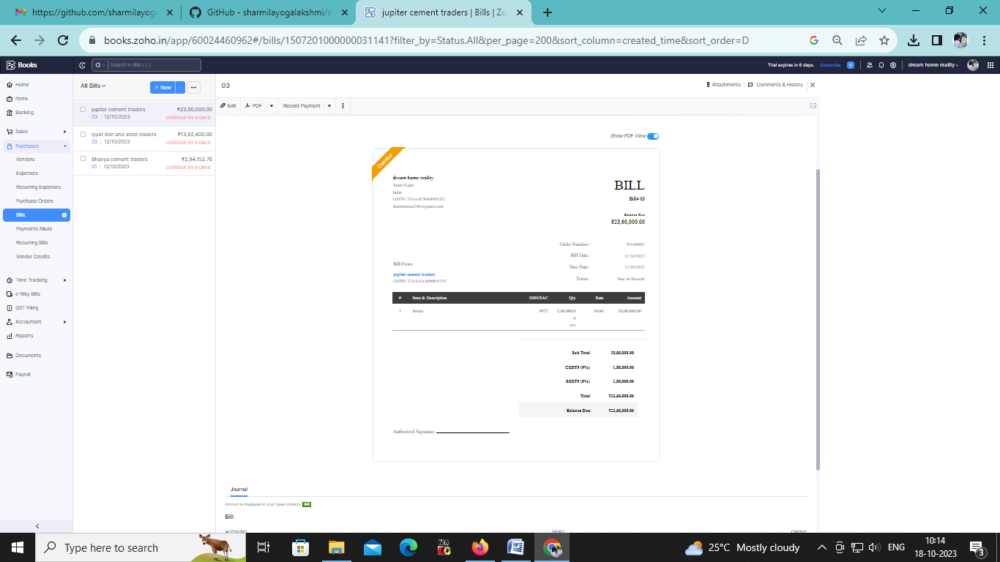 https://github.com/sharmilayog
GitHub - sharmilayogalakshmi/d
jupiter cement traders | Bills | Zo
books.zoho.in/app/60024460962#/bills/1507201000000031141?filter_by=Status.All&per_page=200&sort_column=created_time&sort_order=D
Books
Search in Bills ( / )
Trial expires in 6 days.
Subscribe
dream home reality
Home
Items
Banking
Sales
Purchases
Vendors
Expenses
Recurring Expenses
Purchase Orders
Bills
Payments Made
Recurring Bills
Vendor Credits
Time Tracking
e-Way Bills
GST Filing
Accountant
Reports
Documents
Payroll
All Bills
+ New
jupiter cement traders ₹23,60,000.00
03 | 12/10/2023 OVERDUE BY 6 DAYS
iyyer iron and steel traders ₹13,92,400.00
02 | 12/10/2023 OVERDUE BY 6 DAYS
Bhavya cement traders ₹2,94,152.76
01 | 12/10/2023 OVERDUE BY 6 DAYS
03
Attachments
Comments & History
Edit
PDF
Record Payment
Show PDF View
Overdue
dream home reality
Tamil Nadu
India
GSTIN 33AAAFS8849D1ZC
sharmiarasu246@gmail.com
BILL
Bill# 03
Balance Due
₹23,60,000.00
Order Number : PO-00002
Bill Date : 12/10/2023
Due Date : 12/10/2023
Terms : Due on Receipt
Bill From
jupiter cement traders
GSTIN 33AAAAA0000A15Z
# Item & Description HSN/SAC Qty Rate Amount
1 bricks 9972 2,00,000.0 10.00 20,00,000.00
0
pcs
Sub Total 20,00,000.00
CGST9 (9%) 1,80,000.00
SGST9 (9%) 1,80,000.00
Total ₹23,60,000.00
Balance Due ₹23,60,000.00
Authorized Signature
Journal
Amount is displayed in your base currency INR
Bill
ACCOUNT DEBIT CREDIT
Type here to search
25°C Mostly cloudy
ENG
10:14
18-10-2023
3